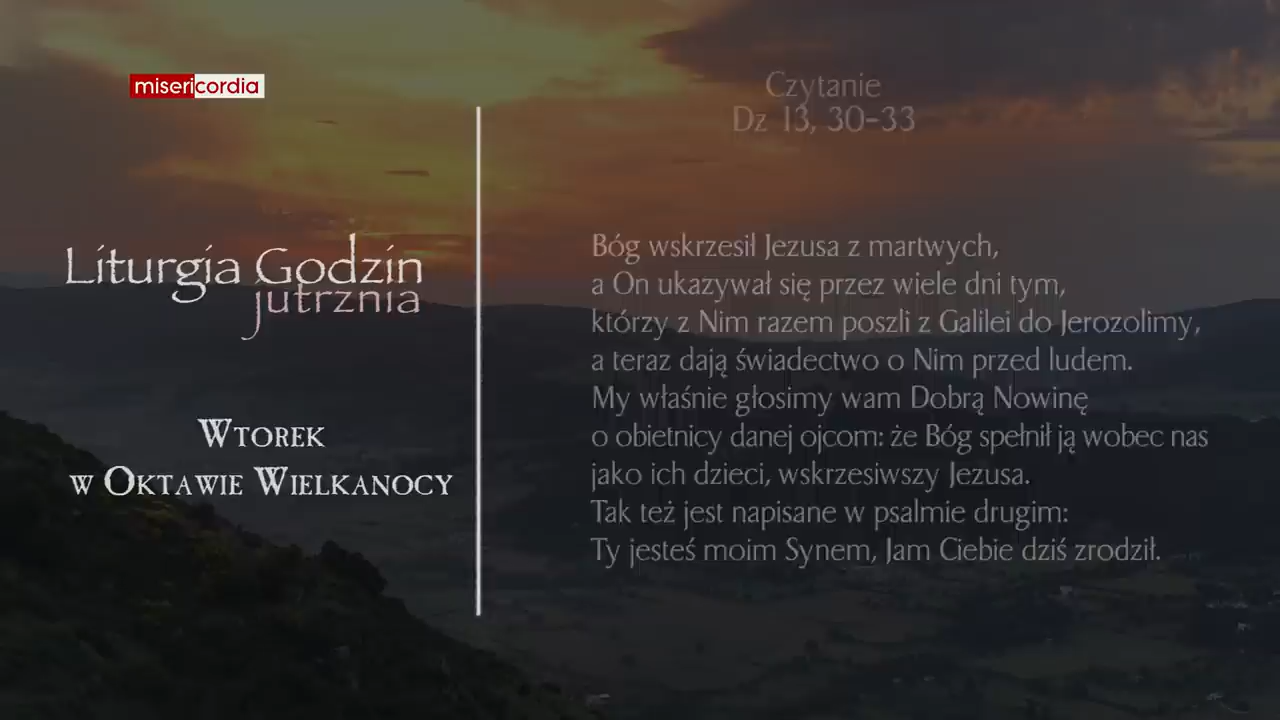 misericordia
Liturgia Godzin
jutrznia
Wtorek
w Oktawie Wielkanocy
Czytanie
Dz 13, 30-33
Bóg wskrzesił Jezusa z martwych,
a On ukazywał się przez wiele dni tym,
którzy z Nim razem poszli z Galilei do Jerozolimy,
a teraz dają świadectwo o Nim przed ludem.
My właśnie głosimy wam Dobrą Nowinę
o obietnicy danej ojcom: że Bóg spełnił ją wobec nas
jako ich dzieci, wskrzesiwszy Jezusa.
Tak też jest napisane w psalmie drugim:
Ty jesteś moim Synem, Jam Ciebie dziś zrodził.